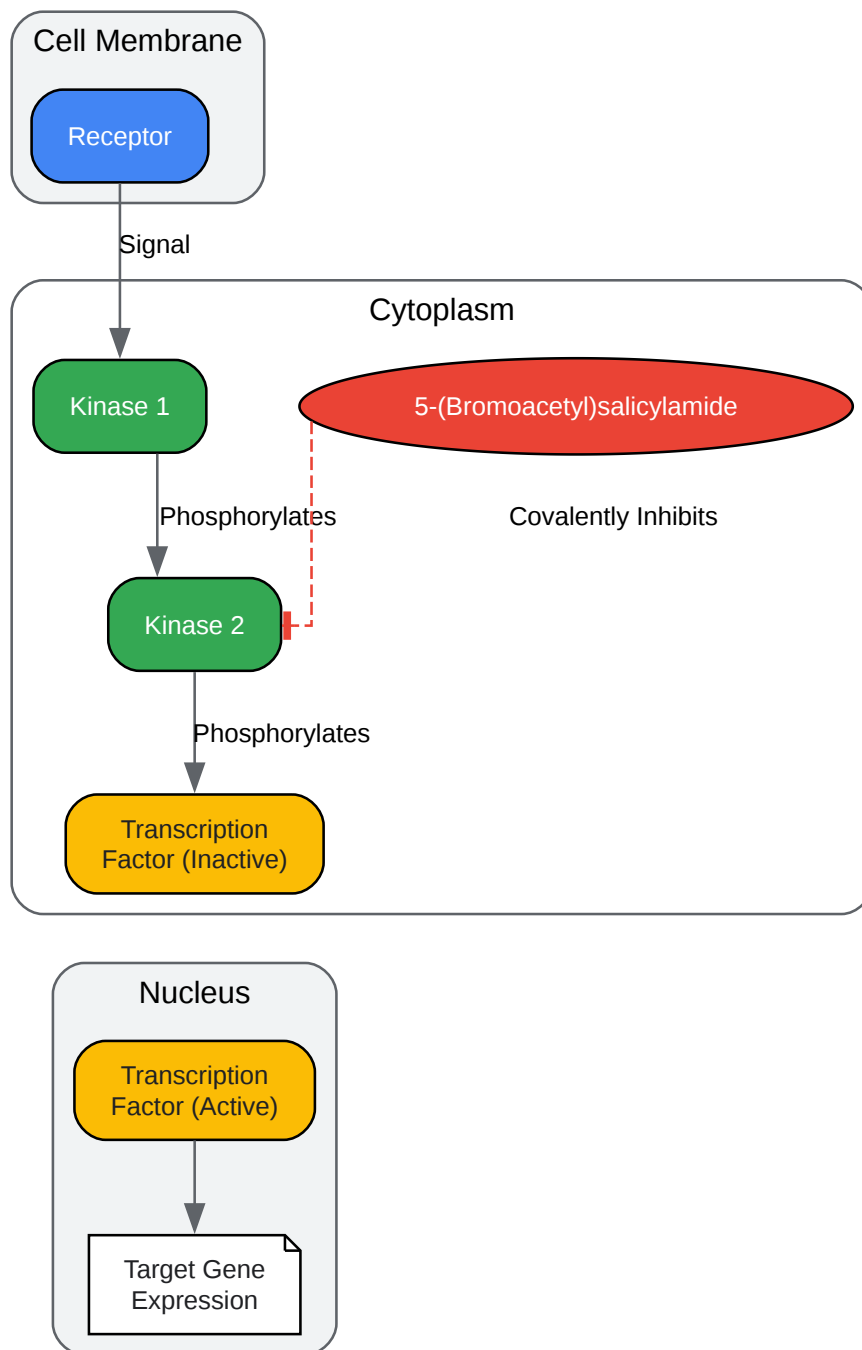 Cell Membrane
Receptor
Signal
Cytoplasm
Kinase 1
5-(Bromoacetyl)salicylamide
Phosphorylates
Covalently Inhibits
Kinase 2
Phosphorylates
Transcription
Factor (Inactive)
Nucleus
Transcription
Factor (Active)
Target Gene
Expression